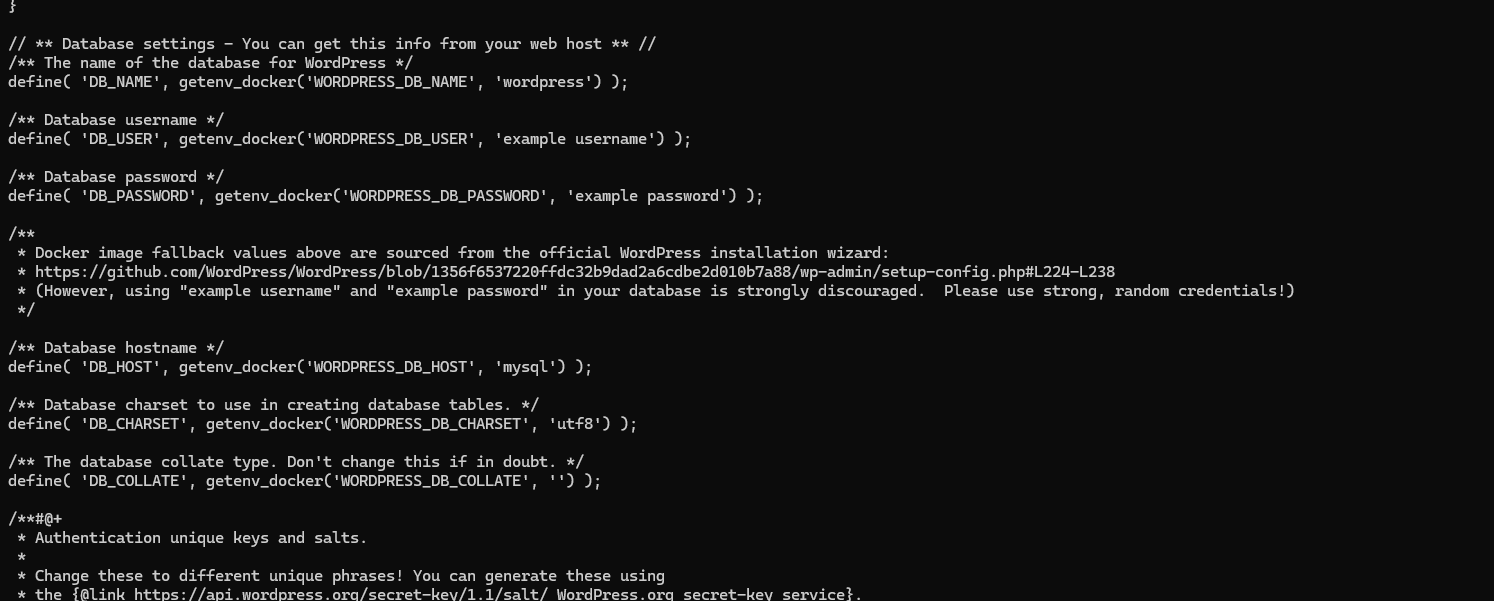 }
// ** Database settings - You can get this info from your web host ** //
/** The name of the database for WordPress */
define( 'DB_NAME', getenv_docker('WORDPRESS_DB_NAME', 'wordpress') );
/** Database username */
define( 'DB_USER', getenv_docker('WORDPRESS_DB_USER', 'example username') );
/** Database password */
define( 'DB_PASSWORD', getenv_docker('WORDPRESS_DB_PASSWORD', 'example password') );
/**
 * Docker image fallback values above are sourced from the official WordPress installation wizard:
 * https://github.com/WordPress/WordPress/blob/1356f6537220ffdc32b9dad2a6cdbe2d010b7a88/wp-admin/setup-config.php#L224-L238
 * (However, using "example username" and "example password" in your database is strongly discouraged.  Please use strong, random credentials!)
 */
/** Database hostname */
define( 'DB_HOST', getenv_docker('WORDPRESS_DB_HOST', 'mysql') );
/** Database charset to use in creating database tables. */
define( 'DB_CHARSET', getenv_docker('WORDPRESS_DB_CHARSET', 'utf8') );
/** The database collate type. Don't change this if in doubt. */
define( 'DB_COLLATE', getenv_docker('WORDPRESS_DB_COLLATE', '') );
/**#@+
 * Authentication unique keys and salts.
 *
 * Change these to different unique phrases! You can generate these using
 * the {@link https://api.wordpress.org/secret-key/1.1/salt/ WordPress.org secret-key service}.